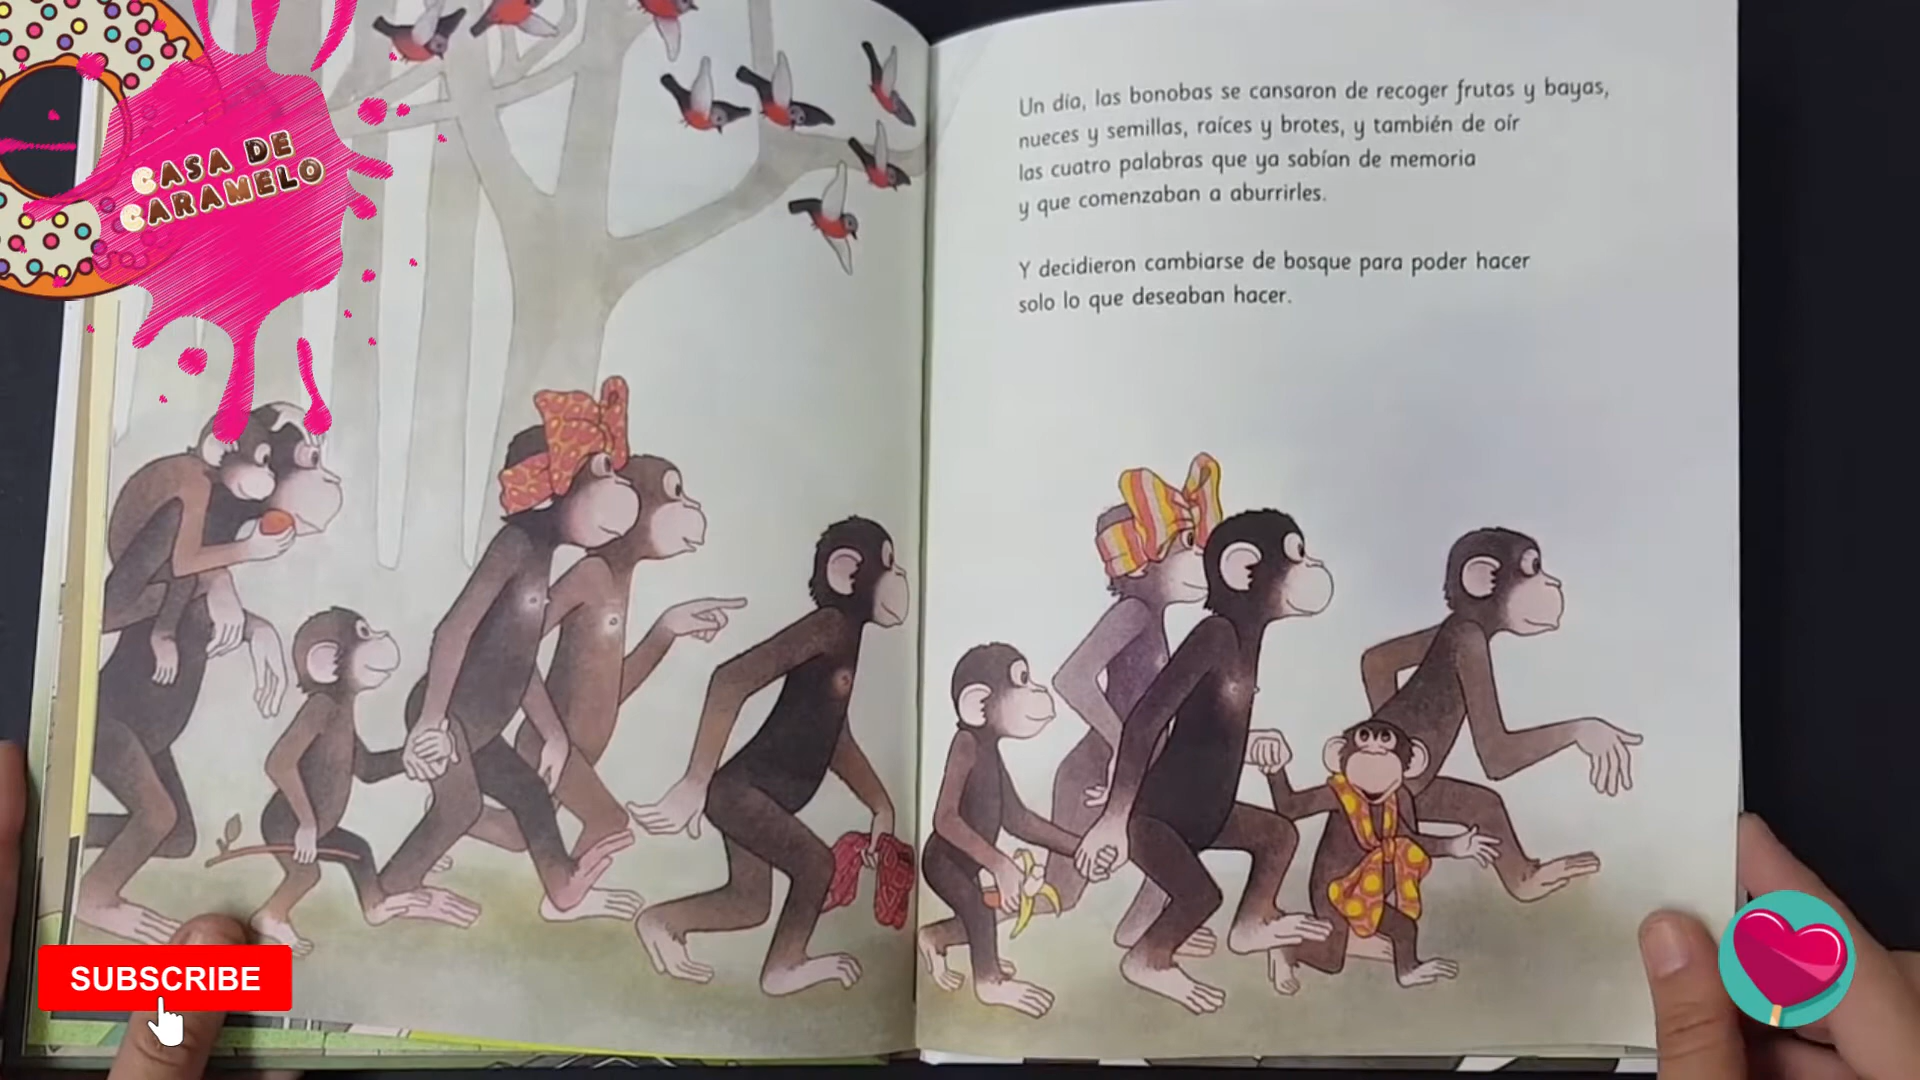 CASA DE
CARAMELO
Un día, las bonobas se cansaron de recoger frutas y bayas,
nueces y semillas, raíces y brotes, y también de oír
las cuatro palabras que ya sabían de memoria
y que comenzaban a aburrirles.
Y decidieron cambiarse de bosque para poder hacer
solo lo que deseaban hacer.
SUBSCRIBE